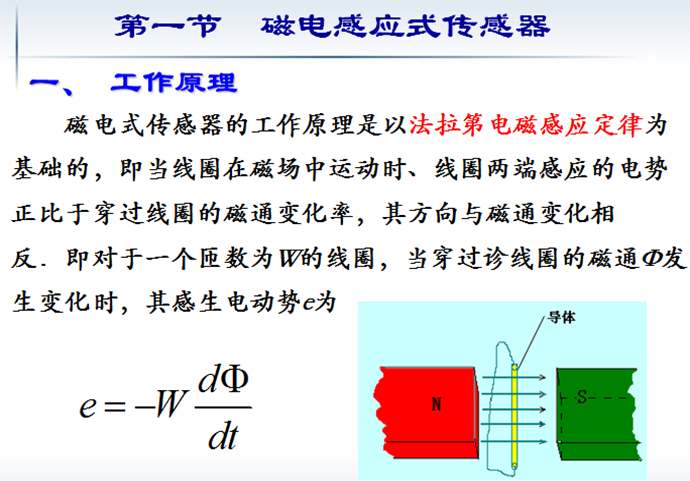 第一节 磁电感应式传感器
一、 工作原理
磁电式传感器的工作原理是以法拉第电磁感应定律为
基础的，即当线圈在磁场中运动时、线圈两端感应的电势
正比于穿过线圈的磁通变化率，其方向与磁通变化相
反．即对于一个匝数为W的线圈，当穿过诊线圈的磁通Φ发
生变化时，其感生电动势e为
导体
N
S
e = -W dΦ/dt